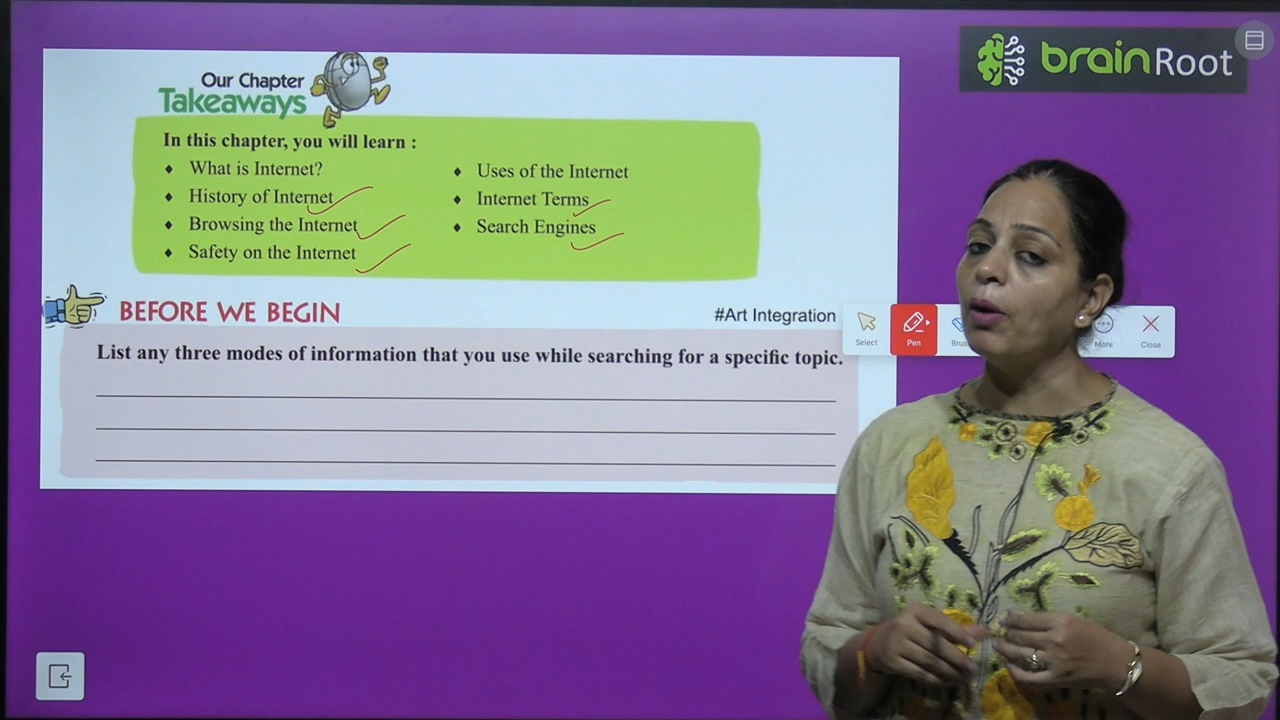 brainRoot
Our Chapter
Takeaways
In this chapter, you will learn :
♦ What is Internet?
♦ History of Internet
♦ Browsing the Internet
♦ Safety on the Internet
♦ Uses of the Internet
♦ Internet Terms
♦ Search Engines
BEFORE WE BEGIN
#Art Integration
List any three modes of information that you use while searching for a specific topic.
Select
Pen
More
Close